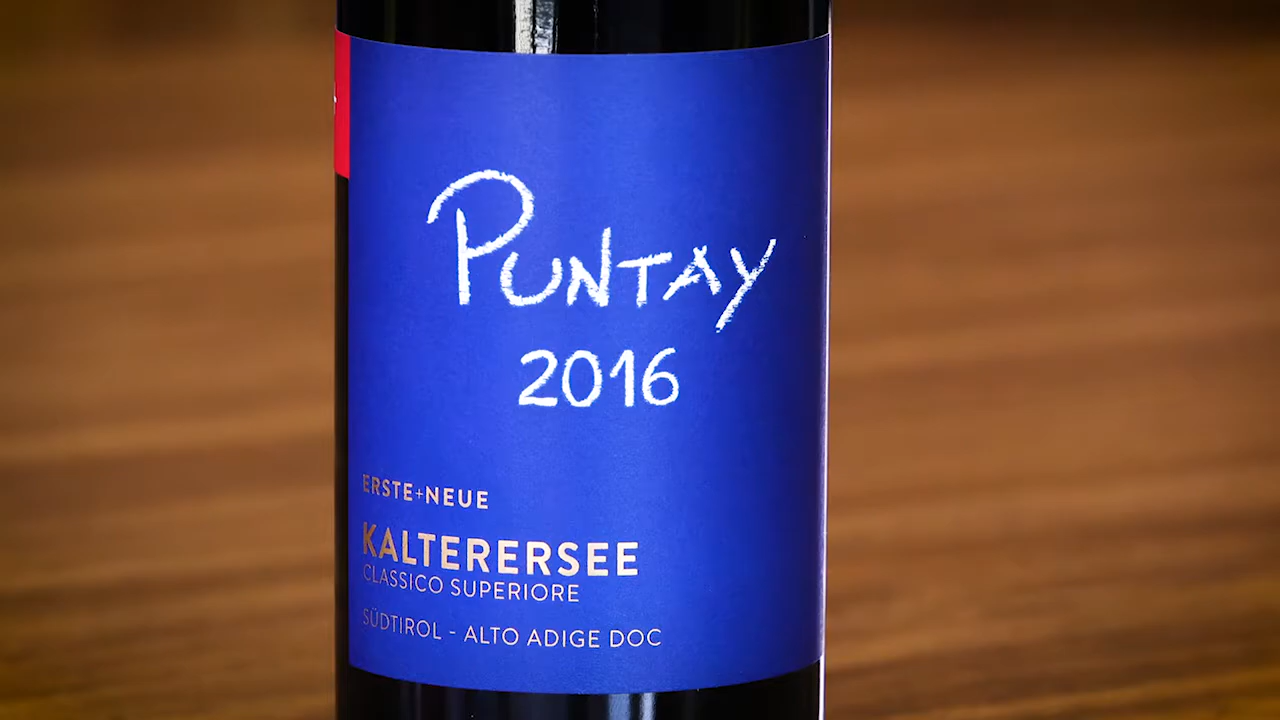 PUNTAY
2016
ERSTE+NEUE
KALTERERSEE
CLASSICO SUPERIORE
SÜDTIROL - ALTO ADIGE DOC